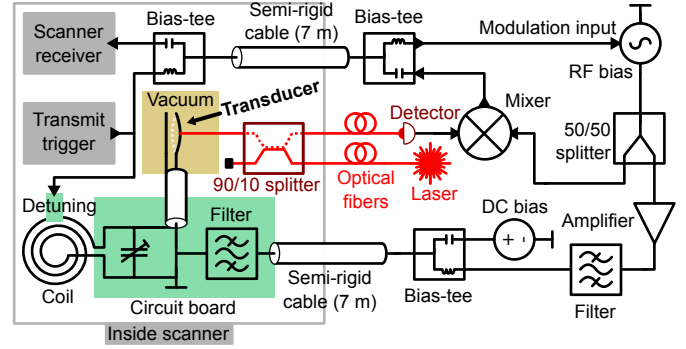 Scanner
receiver
Bias-tee
Semi-rigid
cable (7 m)
Bias-tee
Modulation input
RF bias
Transmit
trigger
Vacuum
Transducer
Detector
Mixer
50/50
splitter
90/10 splitter
Optical
fibers
Laser
Detuning
Coil
Filter
Circuit board
Inside scanner
Semi-rigid
cable (7 m)
Bias-tee
DC bias
+ -
Amplifier
Filter